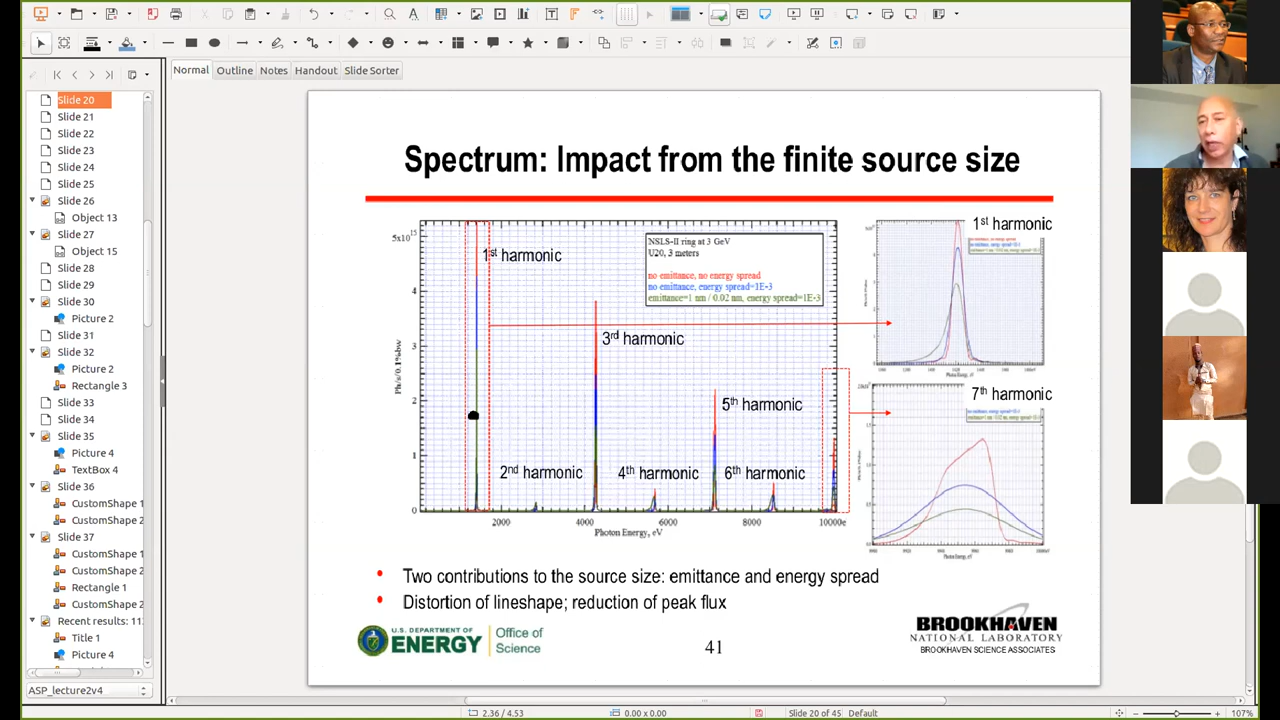 Normal
Outline
Notes
Handout
Slide Sorter
Slide 20
Slide 21
Slide 22
Slide 23
Slide 24
Slide 25
Slide 26
Object 13
Slide 27
Object 15
Slide 28
Slide 29
Slide 30
Picture 2
Slide 31
Slide 32
Picture 2
Rectangle 3
Slide 33
Slide 34
Slide 35
Picture 4
TextBox 4
Slide 36
CustomShape 1
CustomShape 2
Slide 37
CustomShape 1
CustomShape 2
Rectangle 1
CustomShape 2
Recent results: 11
Title 1
Picture 4
ASP_lecture2v4
Spectrum: Impact from the finite source size
5x10^15
4
3
2
1
0
Ph/s/0.1%bw
2000
4000
6000
8000
10000e
Photon Energy, eV
NSLS-II ring at 3 GeV
U20, 3 meters
no emittance, no energy spread
no emittance, energy spread=1E-3
emittance=1 nm / 0.02 nm, energy spread=1E-3
1st harmonic
2nd harmonic
3rd harmonic
4th harmonic
5th harmonic
6th harmonic
1st harmonic
7th harmonic
• Two contributions to the source size: emittance and energy spread
• Distortion of lineshape; reduction of peak flux
U.S. DEPARTMENT OF
ENERGY
Office of
Science
41
BROOKHAVEN
NATIONAL LABORATORY
BROOKHAVEN SCIENCE ASSOCIATES
2.36 / 4.53
0.00 x 0.00
Slide 20 of 45
Default
107%